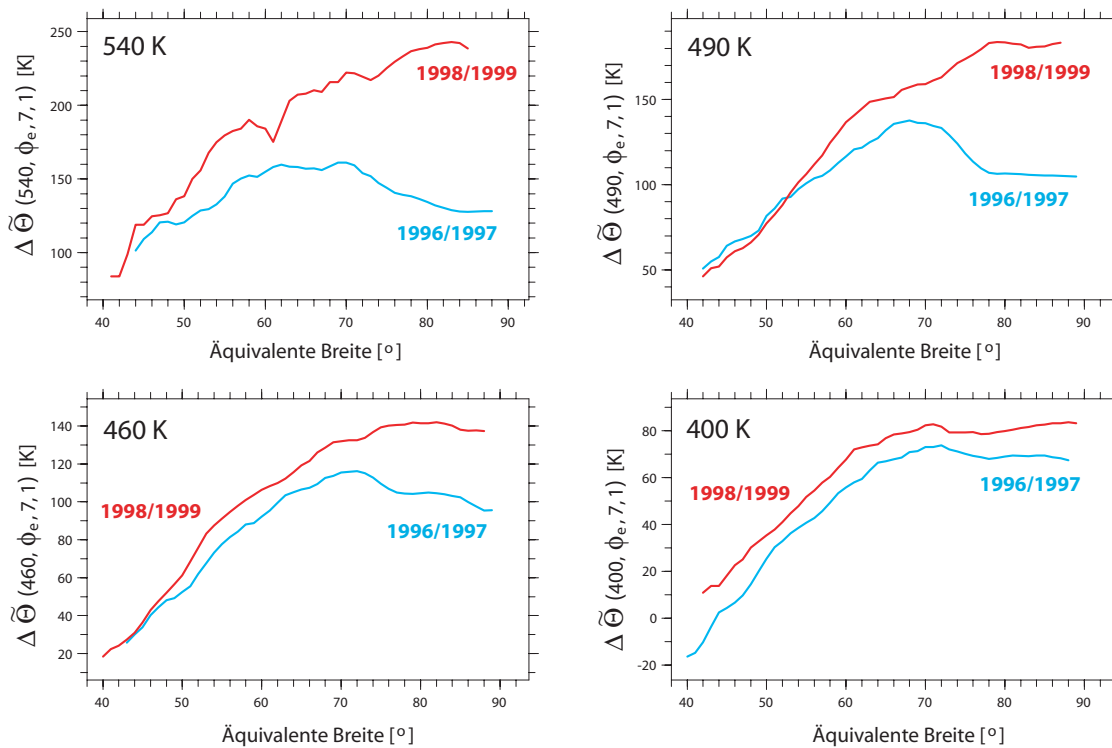 540 K
Δ Θ̃ (540, ϕe, 7, 1) [K]
250
200
150
100
1998/1999
1996/1997
40 50 60 70 80 90
Äquivalente Breite [°]
490 K
Δ Θ̃ (490, ϕe, 7, 1) [K]
150
100
50
1998/1999
1996/1997
40 50 60 70 80 90
Äquivalente Breite [°]
460 K
Δ Θ̃ (460, ϕe, 7, 1) [K]
140
120
100
80
60
40
20
1998/1999
1996/1997
40 50 60 70 80 90
Äquivalente Breite [°]
400 K
Δ Θ̃ (400, ϕe, 7, 1) [K]
80
60
40
20
0
-20
1998/1999
1996/1997
40 50 60 70 80 90
Äquivalente Breite [°]